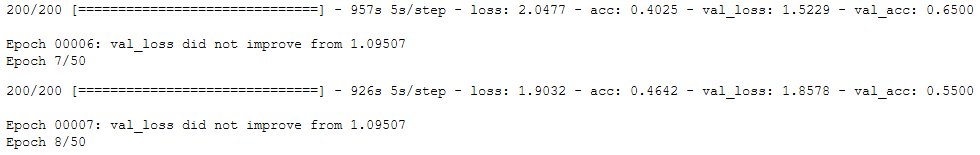 200/200 [==============================] - 957s 5s/step - loss: 2.0477 - acc: 0.4025 - val_loss: 1.5229 - val_acc: 0.6500
Epoch 00006: val_loss did not improve from 1.09507
Epoch 7/50
200/200 [==============================] - 926s 5s/step - loss: 1.9032 - acc: 0.4642 - val_loss: 1.8578 - val_acc: 0.5500
Epoch 00007: val_loss did not improve from 1.09507
Epoch 8/50